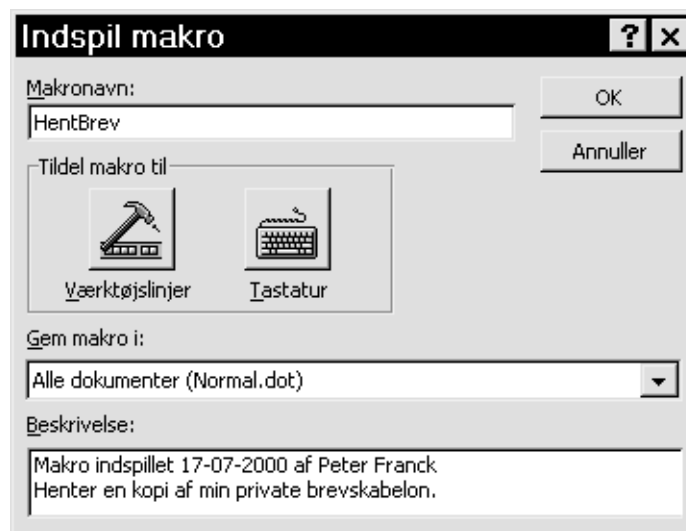 Indspil makro
Makronavn:
HentBrev
OK
Annuller
Tildel makro til
Værktøjslinjer
Tastatur
Gem makro i:
Alle dokumenter (Normal.dot)
Beskrivelse:
Makro indspillet 17-07-2000 af Peter Franck
Henter en kopi af min private brevskabelon.